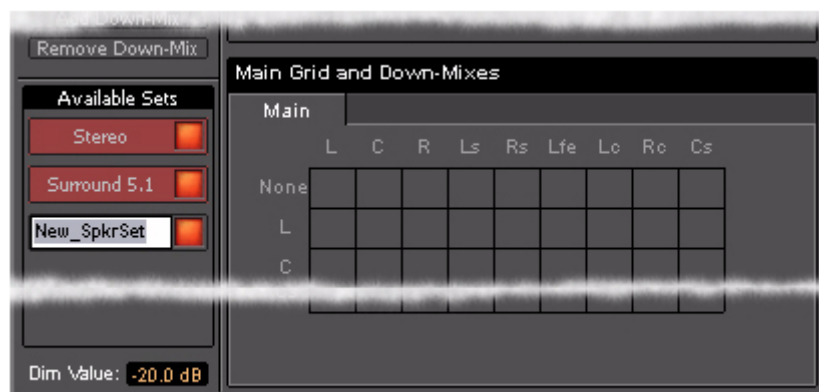 Remove Down-Mix
Available Sets
Stereo
Surround 5.1
New_SpkrSet
Dim Value: -20.0 dB
Main Grid and Down-Mixes
Main
L C R Ls Rs Lfe Lc Rc Cs
None
L
C